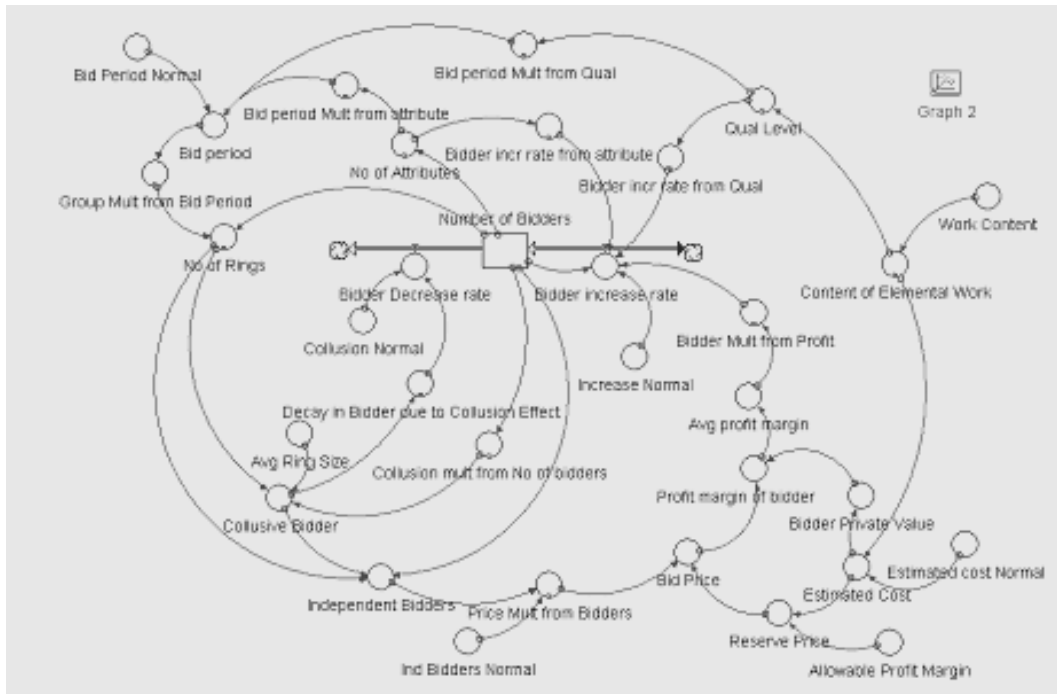 Bid period Mult from Qual
Bid Period Normal
Graph 2
Bid period Mult from attribute
Qual Level
Bid period
Bidder incr rate from attribute
No of Attributes
Bidder incr rate from Qual
Group Mult from Bid Period
Number of Bidders
Work Content
No of Rings
Bidder Decrease rate
Bidder increase rate
Content of Elemental Work
Collusion Normal
Bidder Mult from Profit
Increase Normal
Decay in Bidder due to Collusion Effect
Avg profit margin
Avg Ring Size
Collusion mult from No of bidders
Profit margin of bidder
Collusive Bidder
Bidder Private Value
Estimated cost Normal
Bid Price
Estimated Cost
Independent Bidders
Price Mult from Bidders
Reserve Price
Ind Bidders Normal
Allowable Profit Margin